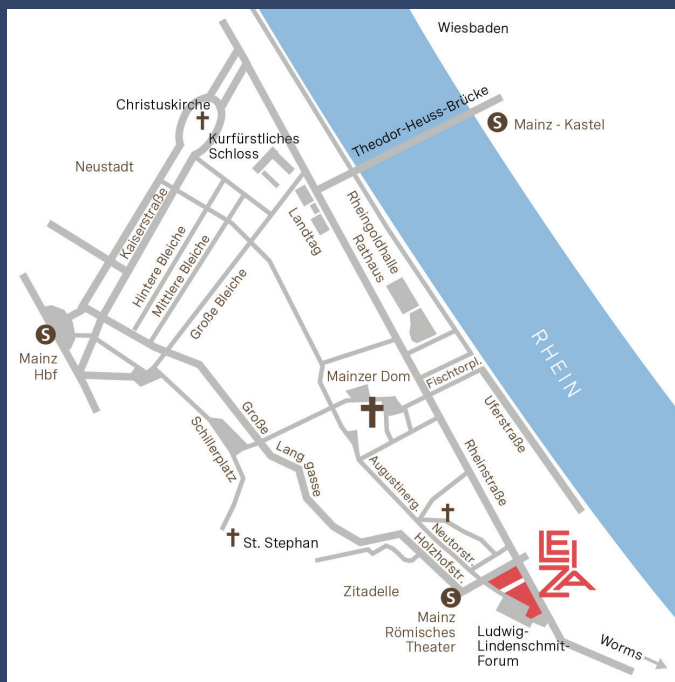 Wiesbaden
Theodor-Heuss-Brücke
S
Mainz - Kastel
Christuskirche
Kurfürstliches
Schloss
Neustadt
Kaiserstraße
Hintere Bleiche
Mittlere Bleiche
Große Bleiche
Landtag
Rheingoldhalle
Rathaus
RHEIN
S
Mainz
Hbf
Mainzer Dom
Fischtorpl.
Uferstraße
Rheinstraße
Schillerplatz
Große
Lang gasse
Augustinerg.
Neutorstr.
Holzhofstr.
St. Stephan
LEIZA
Zitadelle
S
Mainz
Römisches
Theater
Ludwig-
Lindenschmit-
Forum
Worms